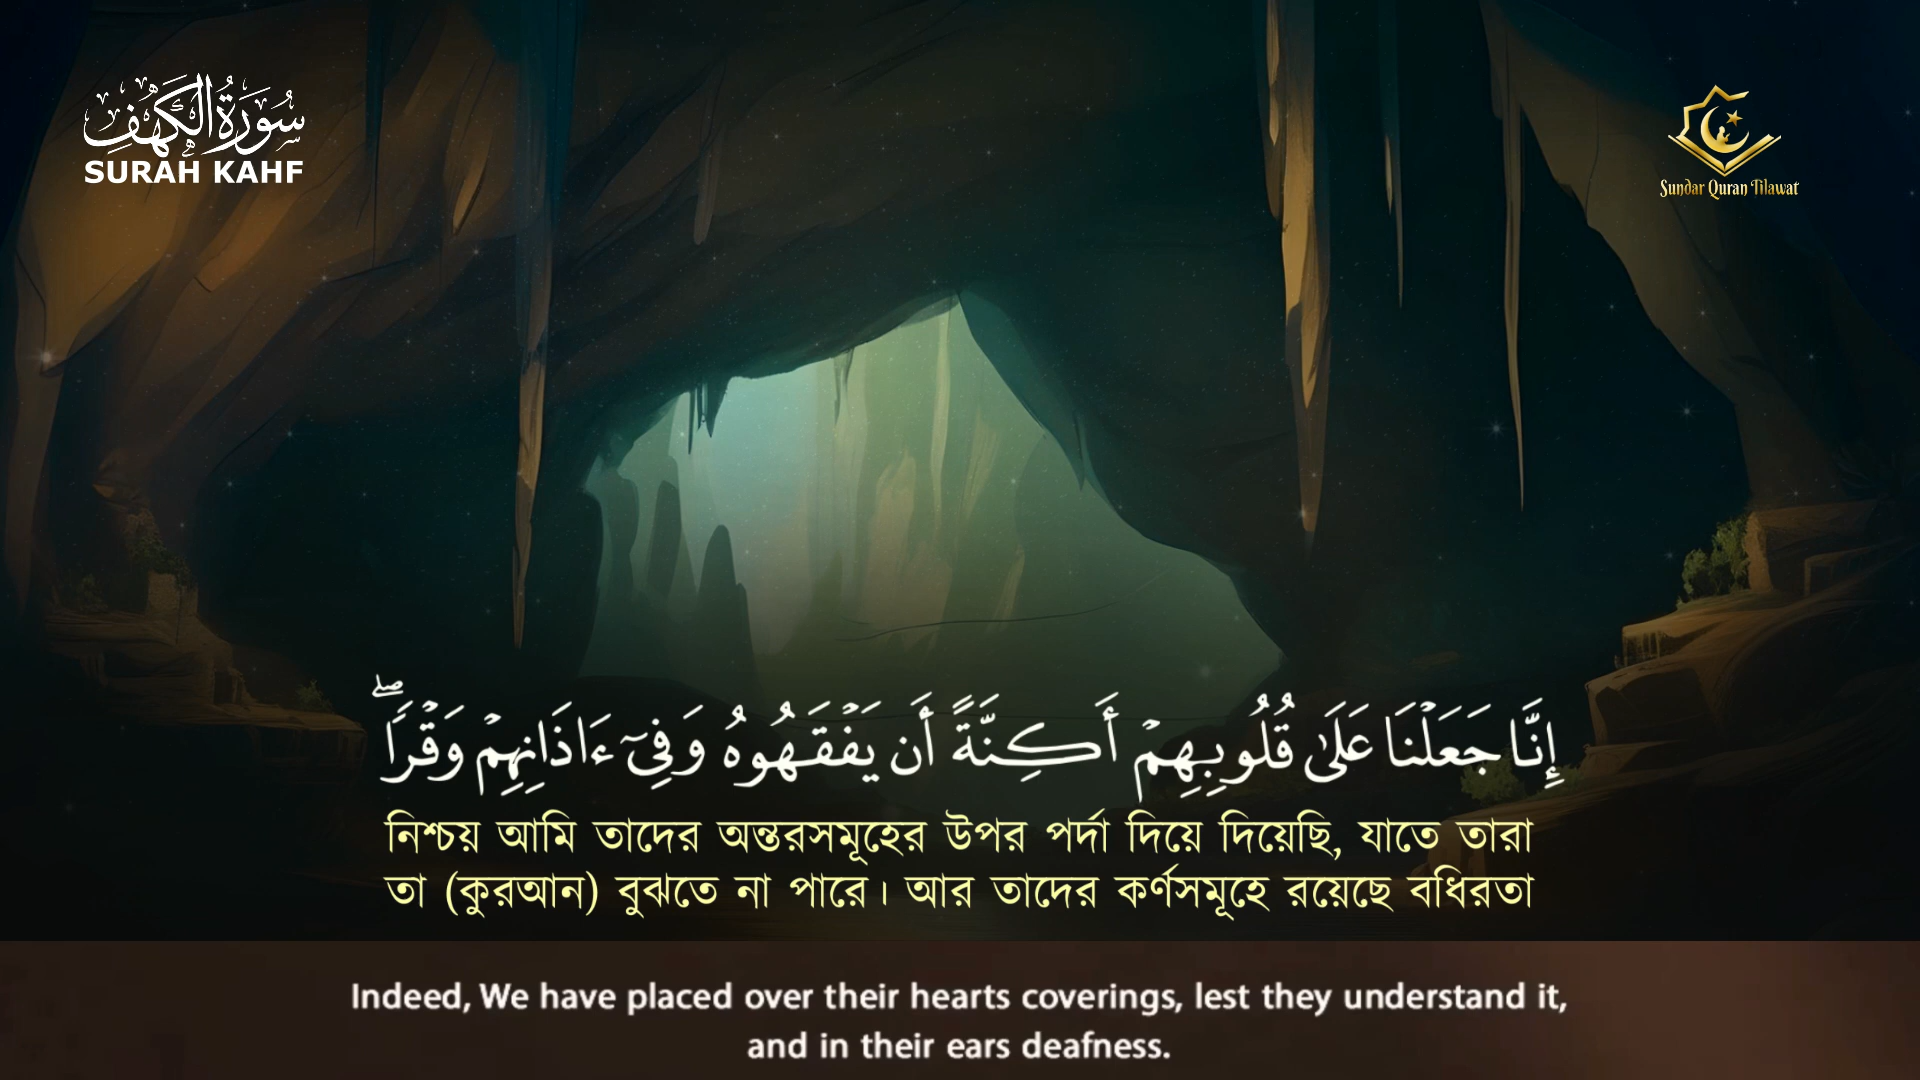 سُورَةُ الْكَهْفِ
SURAH KAHF
Sundar Quran Tilawat
إِنَّا جَعَلْنَا عَلَىٰ قُلُوبِهِمْ أَكِنَّةً أَن يَفْقَهُوهُ وَفِىٓ ءَاذَانِهِمْ وَقْرًا ۖ
নিশ্চয় আমি তাদের অন্তরসমূহের উপর পর্দা দিয়ে দিয়েছি, যাতে তারা
তা (কুরআন) বুঝতে না পারে। আর তাদের কর্ণসমূহে রয়েছে বধিরতা
Indeed, We have placed over their hearts coverings, lest they understand it,
and in their ears deafness.